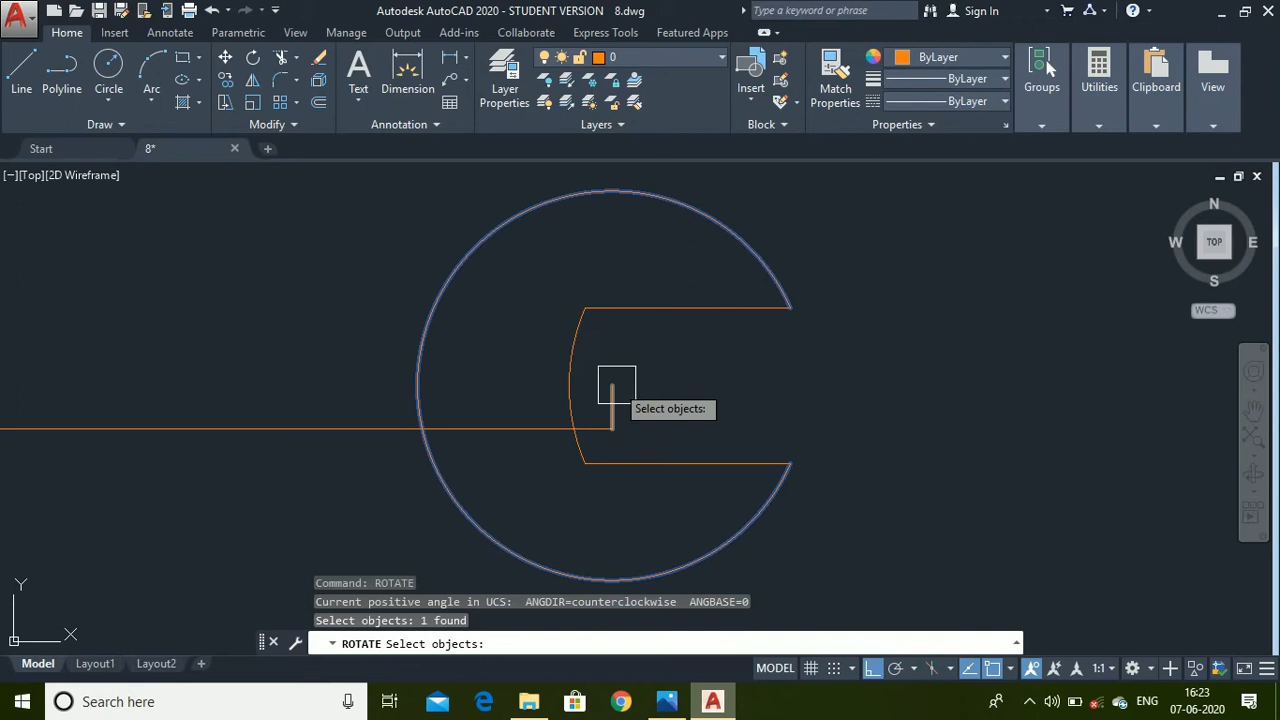 Autodesk AutoCAD 2020 - STUDENT VERSION 8.dwg
Type a keyword or phrase
Sign In
Home Insert Annotate Parametric View Manage Output Add-ins Collaborate Express Tools Featured Apps
Line Polyline Circle Arc
Text Dimension
Layer Properties
0
Insert
Match Properties
ByLayer
ByLayer
ByLayer
Groups Utilities Clipboard View
Draw Modify Annotation Layers Block Properties
Start 8*
[−][Top][2D Wireframe]
N
W TOP E
S
WCS
Select objects:
Y
X
Command: ROTATE
Current positive angle in UCS: ANGDIR=counterclockwise ANGBASE=0
Select objects: 1 found
ROTATE Select objects:
Model Layout1 Layout2
MODEL 1:1
Search here
ENG
16:23
07-06-2020